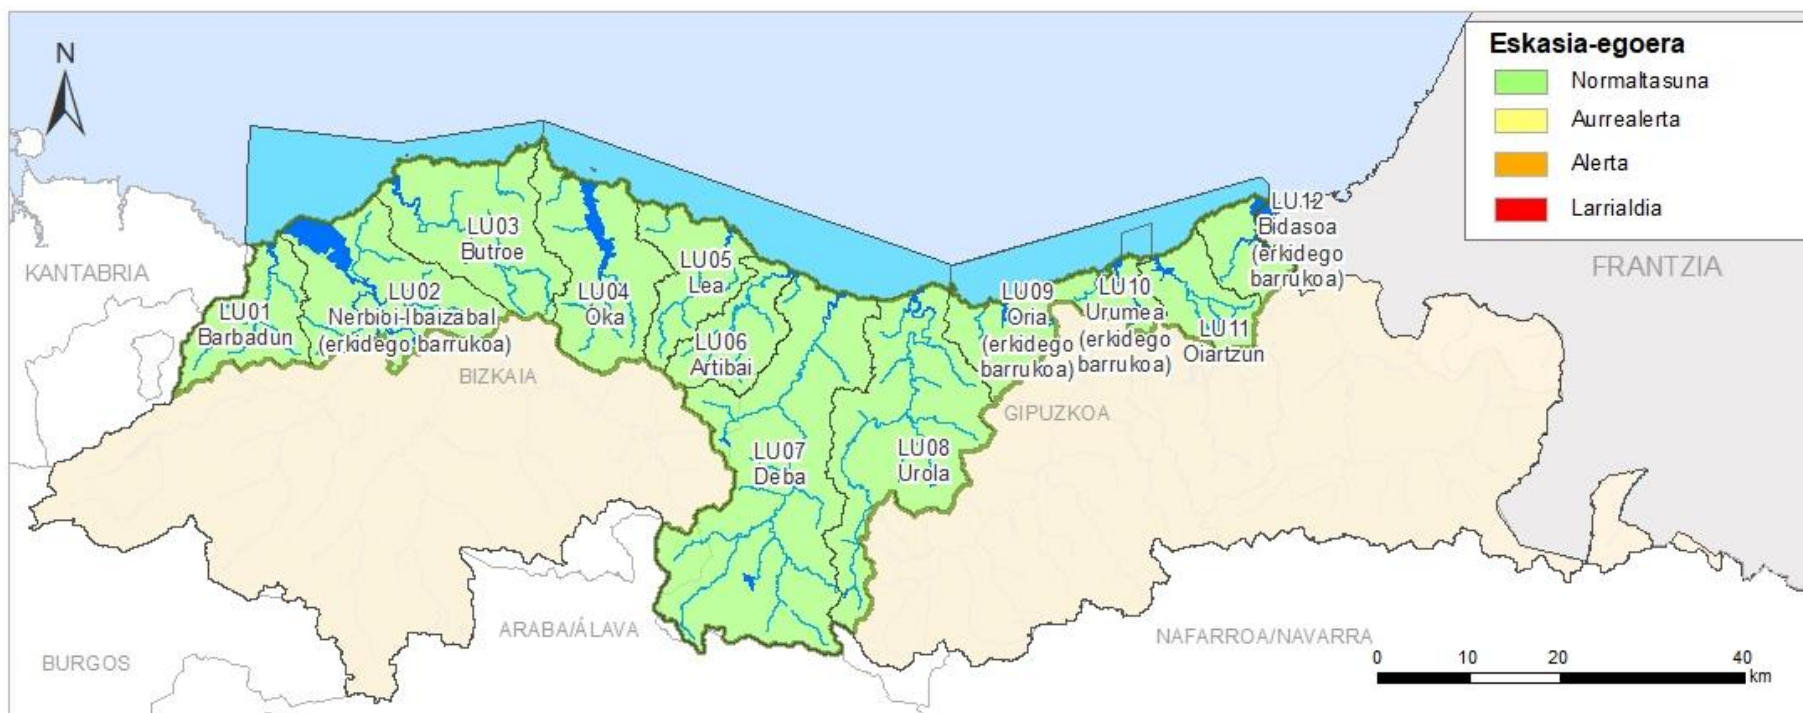 N
Eskasia-egoera
Normaltasuna
Aurrealerta
Alerta
Larrialdia
KANTABRIA
FRANTZIA
LU01
Barbadun
LU02
Nerbioi-Ibaizabal
(erkidego barrukoa)
LU03
Butroe
LU04
Oka
LU05
Lea
LU06
Artibai
LU07
Deba
LU08
Urola
LU09
Oria
(erkidego
barrukoa)
LU10
Urumea
(erkidego
barrukoa)
LU11
Oiartzun
LU12
Bidasoa
(erkidego
barrukoa)
BIZKAIA
GIPUZKOA
ARABA/ÁLAVA
NAFARROA/NAVARRA
BURGOS
0 10 20 40
km